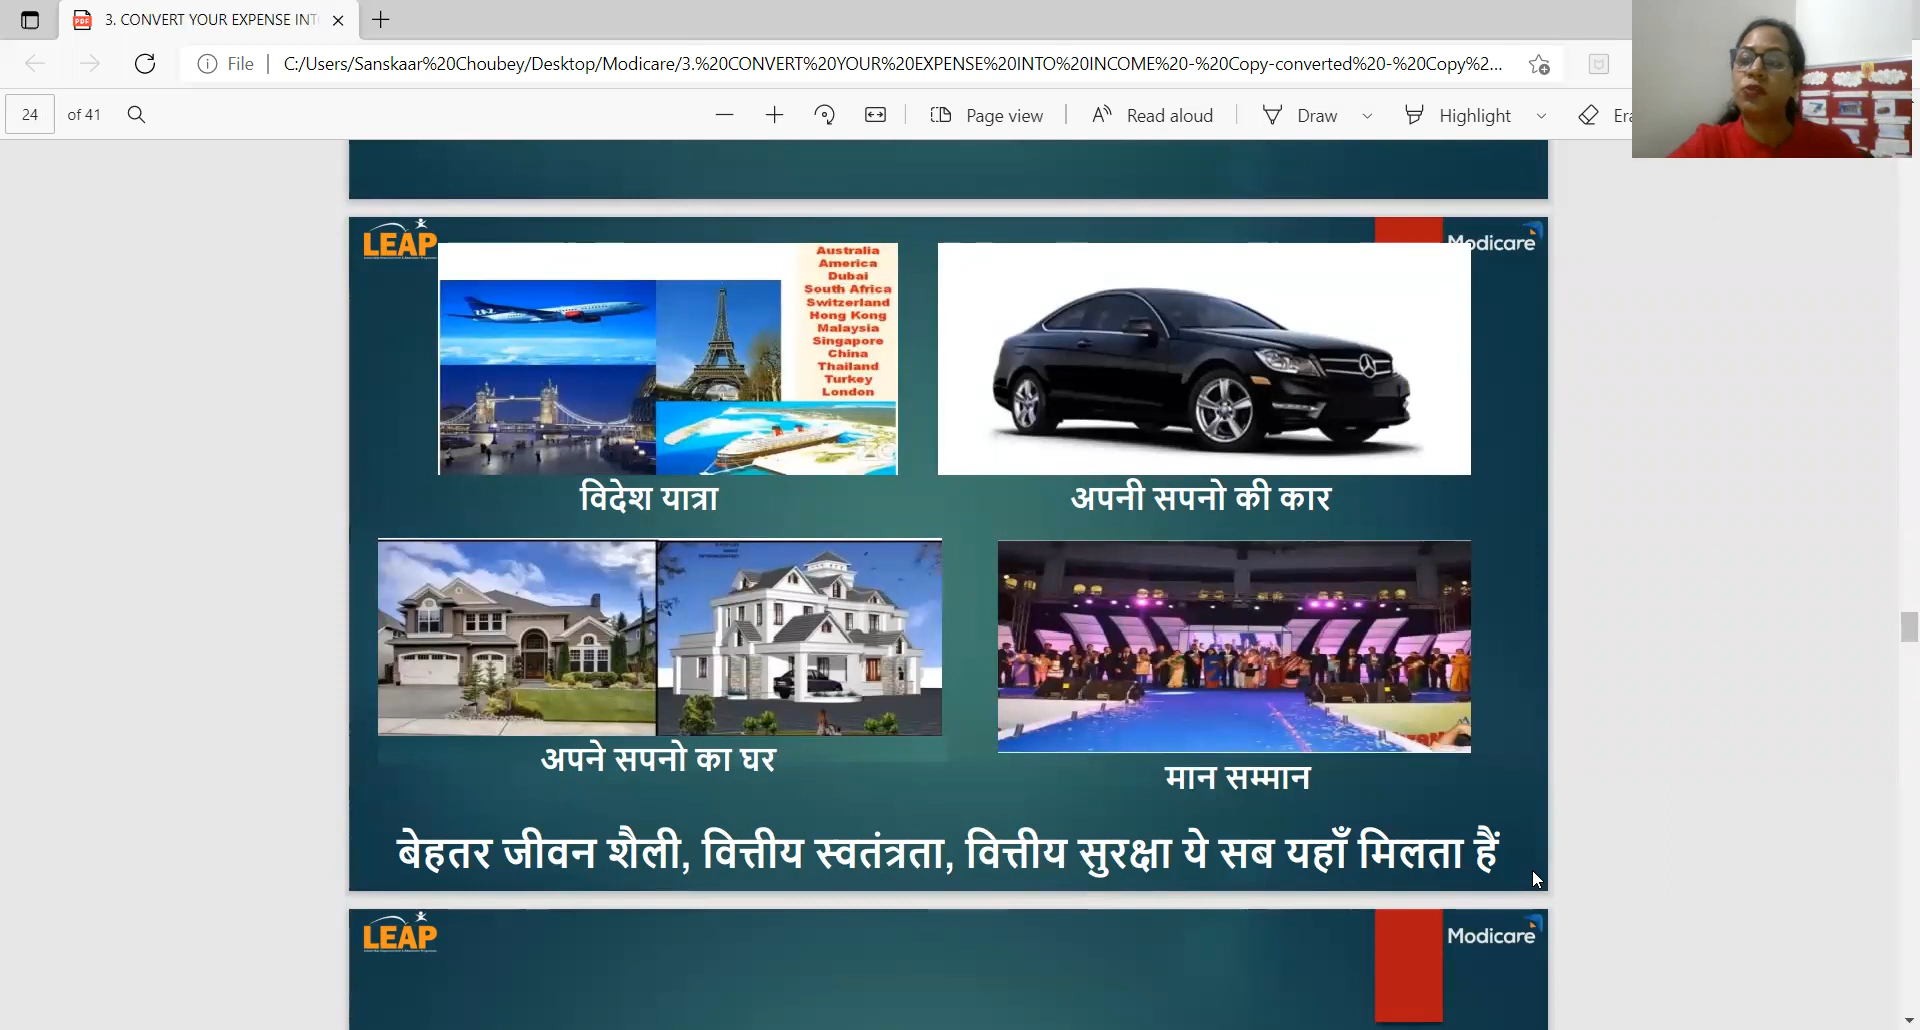 3. CONVERT YOUR EXPENSE INT
File
C:/Users/Sanskaar%20Choubey/Desktop/Modicare/3.%20CONVERT%20YOUR%20EXPENSE%20INTO%20INCOME%20-%20Copy-converted%20-%20Copy%2...
24 of 41
Page view
Read aloud
Draw
Highlight
Era
LEAP
Modicare
Australia
America
Dubai
South Africa
Switzerland
Hong Kong
Malaysia
Singapore
China
Thailand
Turkey
London
विदेश यात्रा
अपनी सपनो की कार
अपने सपनो का घर
मान सम्मान
बेहतर जीवन शैली, वित्तीय स्वतंत्रता, वित्तीय सुरक्षा ये सब यहाँ मिलता हैं
LEAP
Modicare